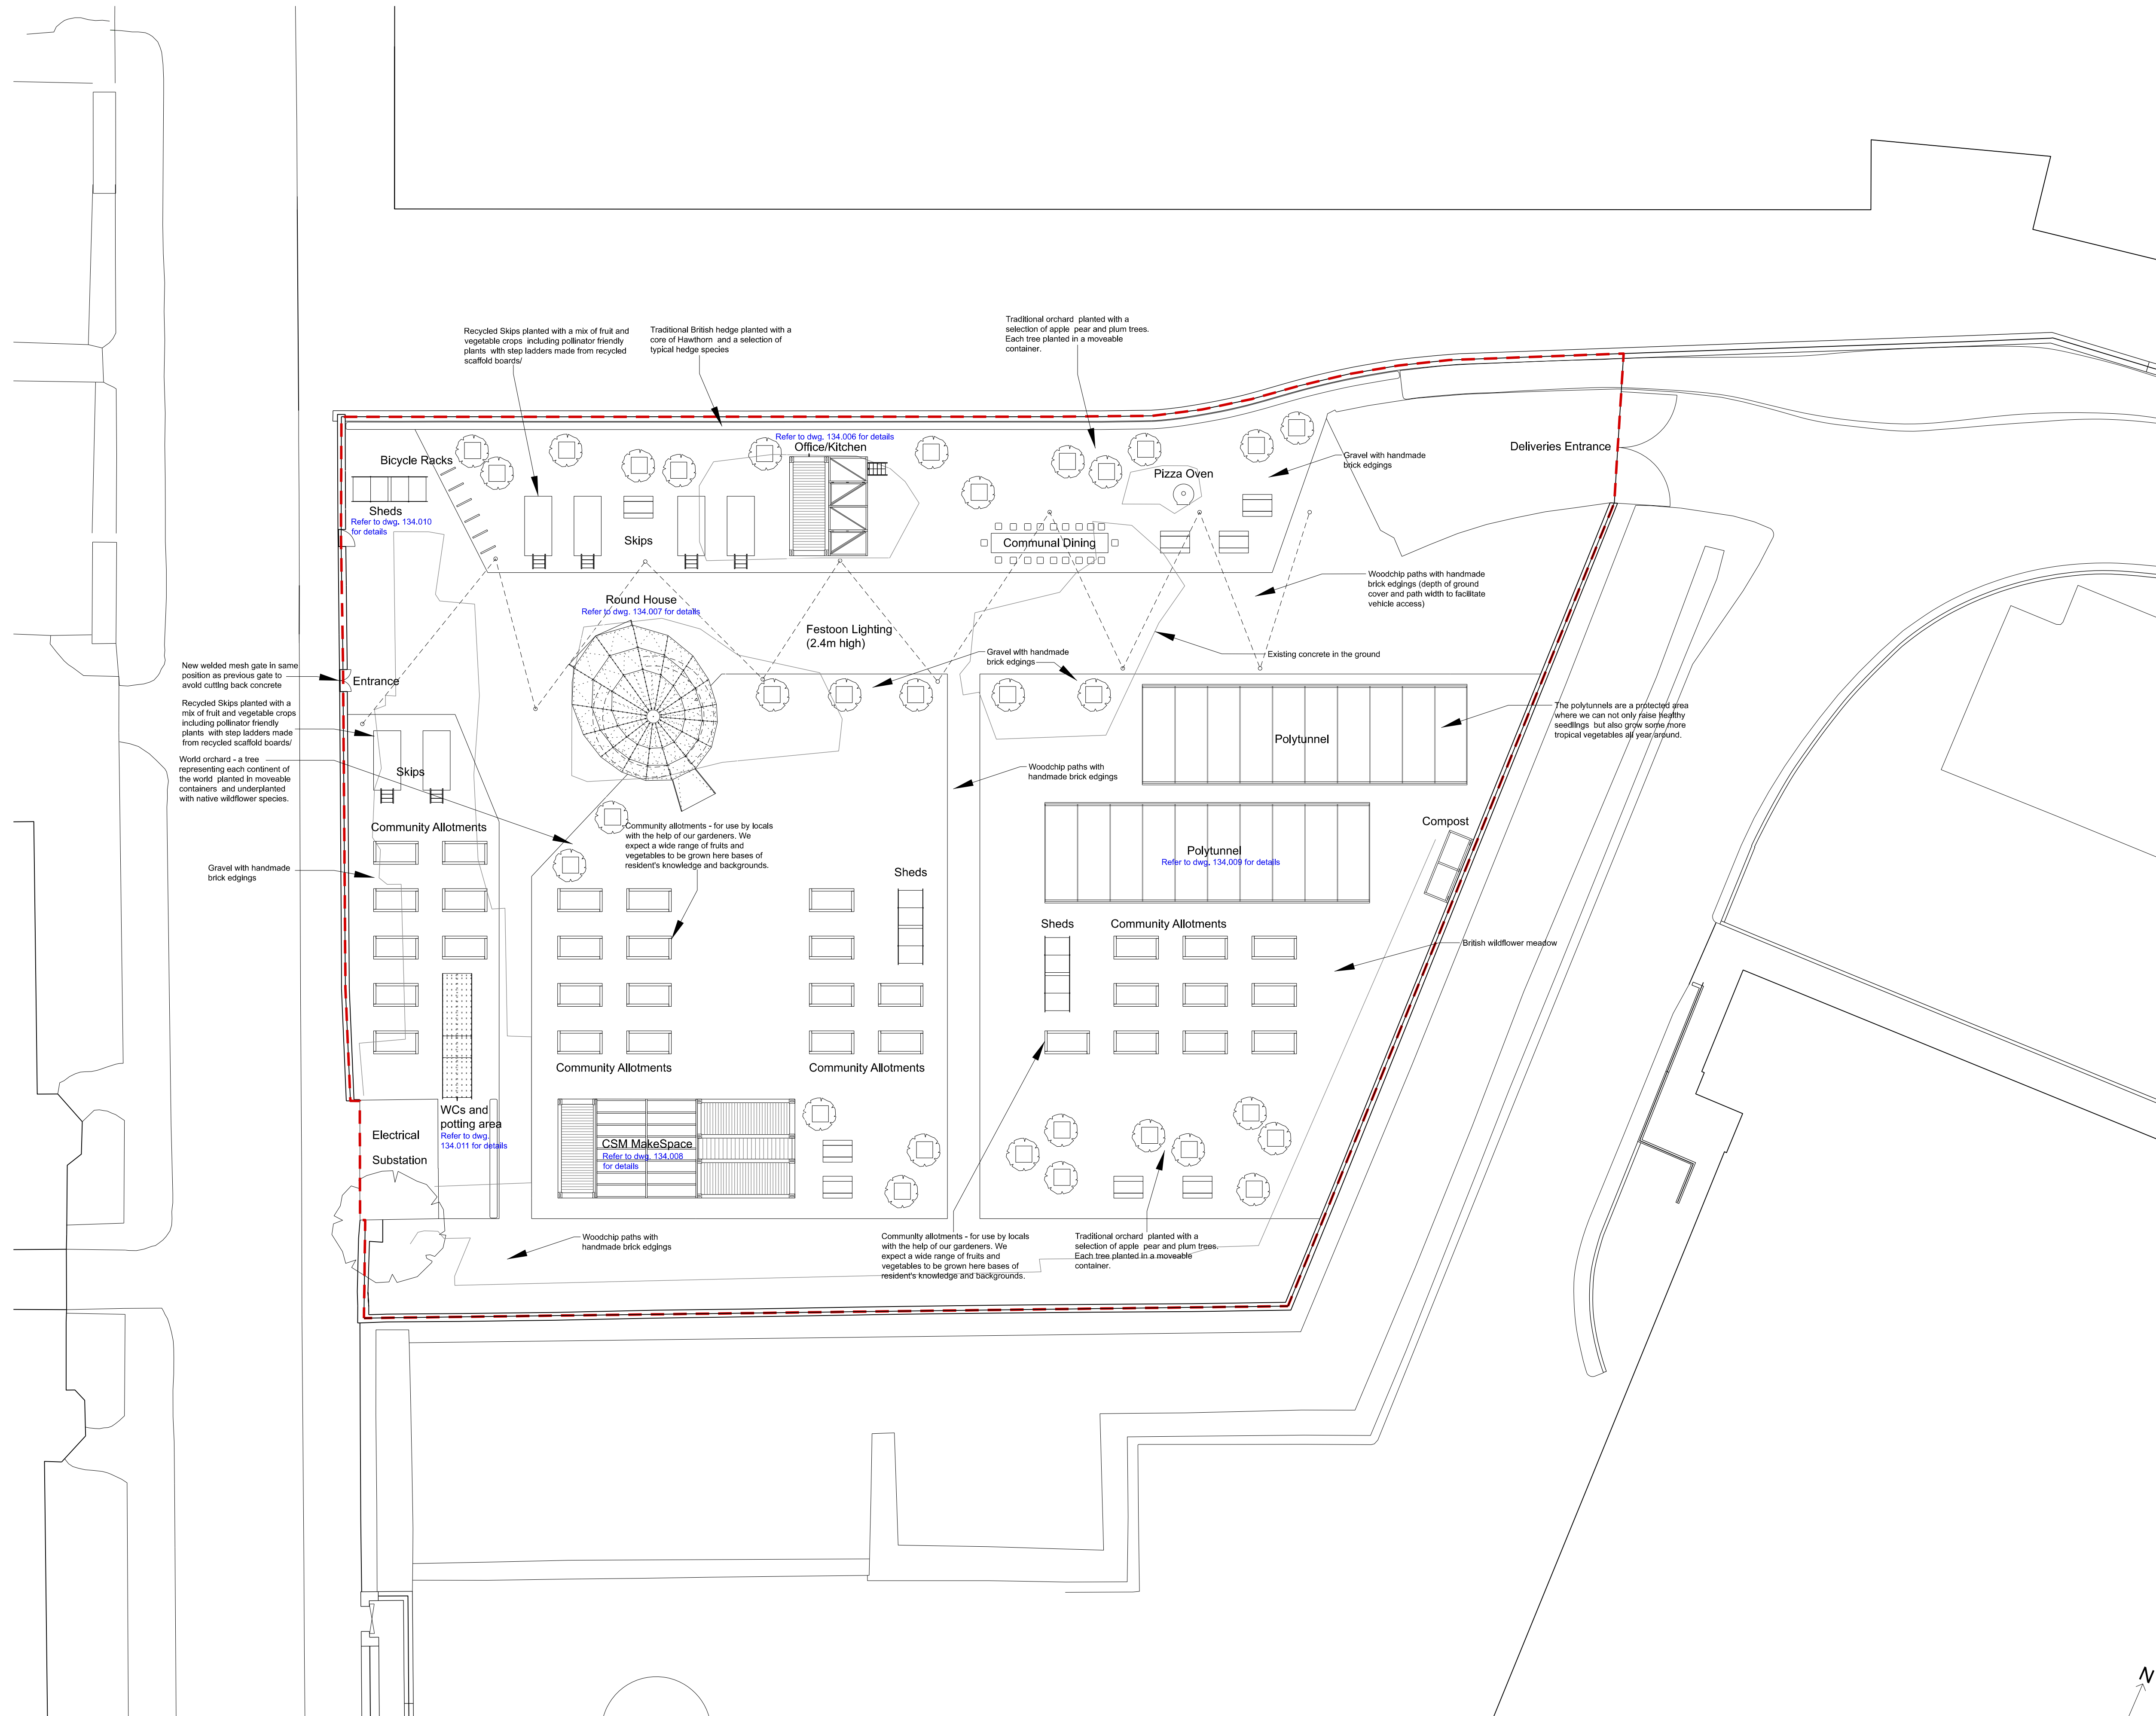 Recycled Skips planted with a mix of fruit and
vegetable crops including pollinator friendly
plants with step ladders made from recycled
scaffold boards/
Traditional British hedge planted with a
core of Hawthorn and a selection of
typical hedge species
Traditional orchard planted with a
selection of apple pear and plum trees.
Each tree planted in a moveable
container.
Refer to dwg. 134.006 for details
Office/Kitchen
Bicycle Racks
Sheds
Refer to dwg. 134.010
for details
Skips
Pizza Oven
Communal Dining
Gravel with handmade
brick edgings
Deliveries Entrance
Woodchip paths with handmade
brick edgings (depth of ground
cover and path width to facilitate
vehicle access)
Round House
Refer to dwg. 134.007 for details
Festoon Lighting
(2.4m high)
Gravel with handmade
brick edgings
Existing concrete in the ground
New welded mesh gate in same
position as previous gate to
avoid cutting back concrete
Entrance
Recycled Skips planted with a
mix of fruit and vegetable crops
including pollinator friendly
plants with step ladders made
from recycled scaffold boards/
World orchard - a tree
representing each continent of
the world planted in moveable
containers and underplanted
with native wildflower species.
Skips
The polytunnels are a protected area
where we can not only raise healthy
seedlings but also grow some more
tropical vegetables all year around.
Polytunnel
Woodchip paths with
handmade brick edgings
Community Allotments
Community allotments - for use by locals
with the help of our gardeners. We
expect a wide range of fruits and
vegetables to be grown here bases of
resident's knowledge and backgrounds.
Compost
Polytunnel
Refer to dwg. 134.009 for details
Gravel with handmade
brick edgings
Sheds
Sheds
Community Allotments
British wildflower meadow
Community Allotments
Community Allotments
WCs and
potting area
Refer to dwg.
134.011 for details
Electrical
Substation
CSM MakeSpace
Refer to dwg. 134.008
for details
Woodchip paths with
handmade brick edgings
Community allotments - for use by locals
with the help of our gardeners. We
expect a wide range of fruits and
vegetables to be grown here bases of
resident's knowledge and backgrounds.
Traditional orchard planted with a
selection of apple pear and plum trees.
Each tree planted in a moveable
container.
N